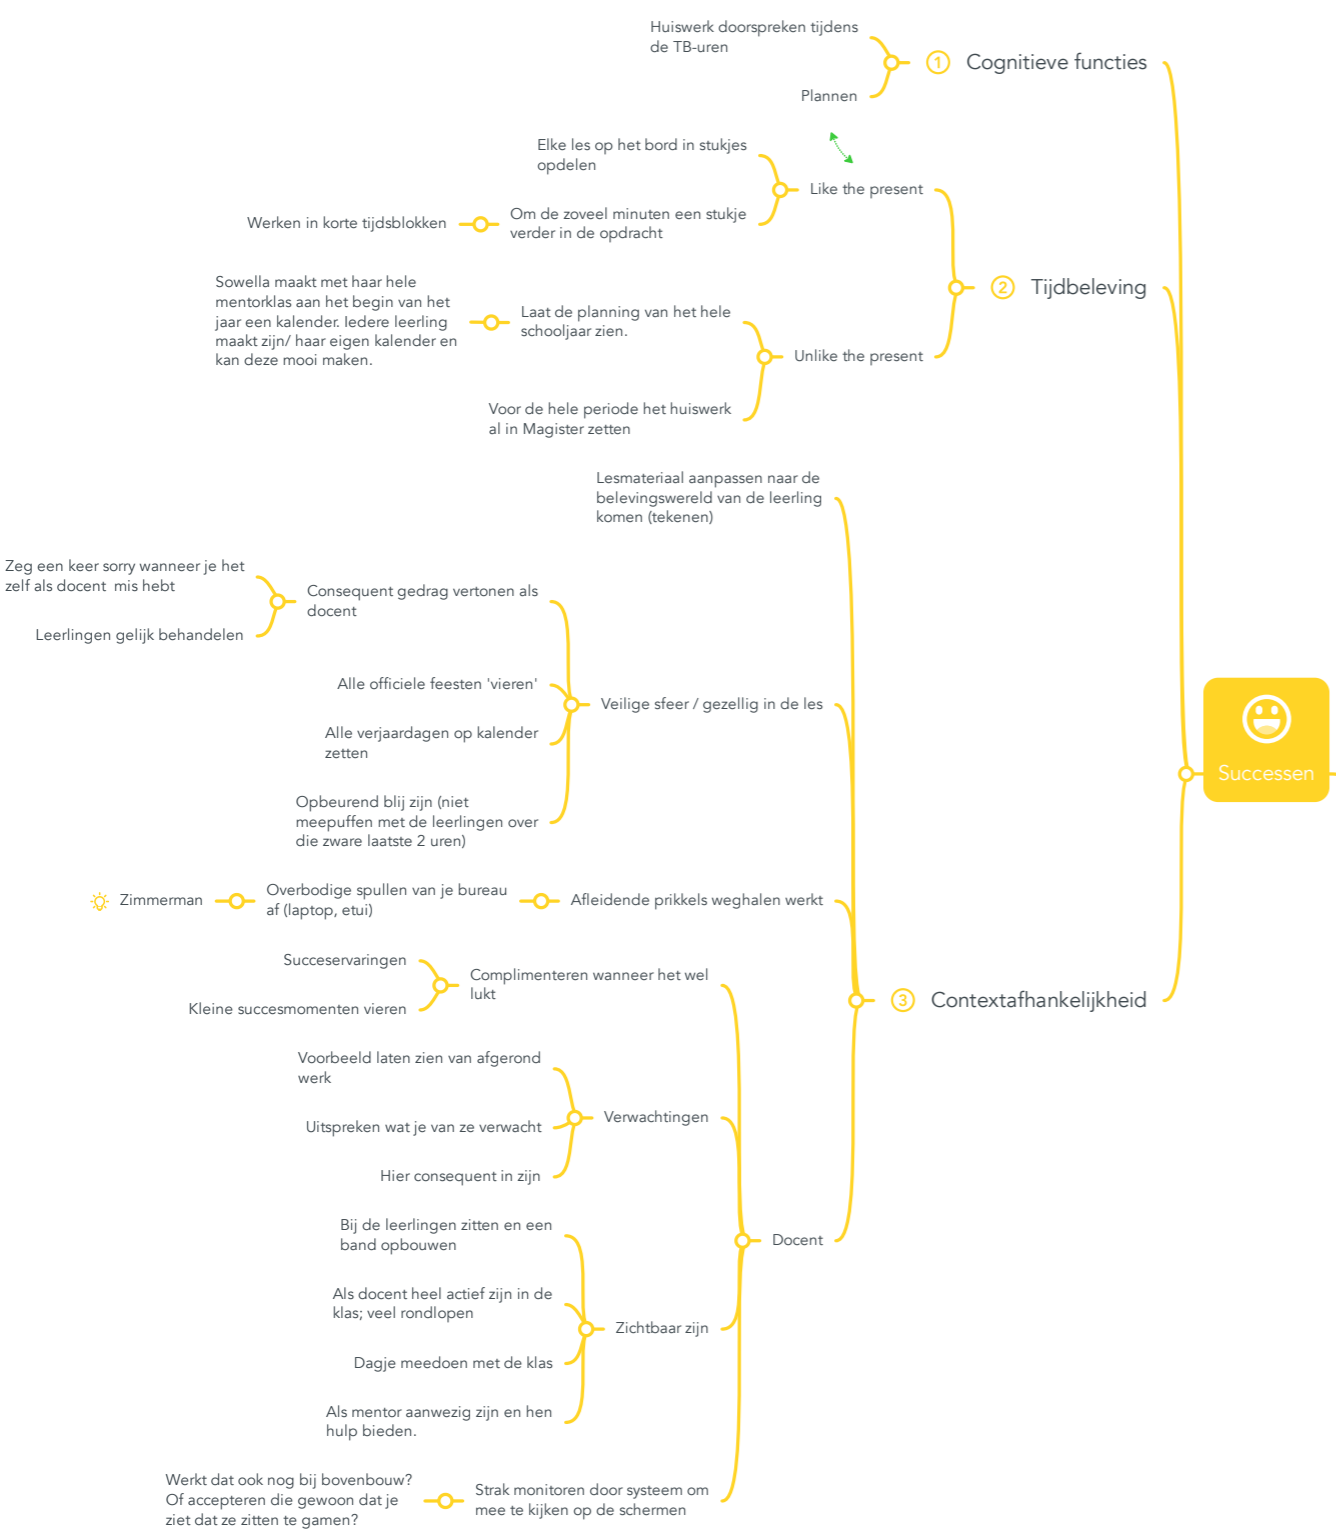 Huiswerk doorspreken tijdens
de TB-uren
1 Cognitieve functies
Plannen
Elke les op het bord in stukjes
opdelen
Like the present
Om de zoveel minuten een stukje
verder in de opdracht
Werken in korte tijdsblokken
2 Tijdbeleving
Sowella maakt met haar hele
mentorklas aan het begin van het
jaar een kalender. Iedere leerling
maakt zijn/ haar eigen kalender en
kan deze mooi maken.
Laat de planning van het hele
schooljaar zien.
Unlike the present
Voor de hele periode het huiswerk
al in Magister zetten
Lesmateriaal aanpassen naar de
belevingswereld van de leerling
komen (tekenen)
Zeg een keer sorry wanneer je het
zelf als docent  mis hebt
Consequent gedrag vertonen als
docent
Leerlingen gelijk behandelen
Alle officiele feesten 'vieren'
Veilige sfeer / gezellig in de les
Alle verjaardagen op kalender
zetten
Successen
Opbeurend blij zijn (niet
meepuffen met de leerlingen over
die zware laatste 2 uren)
Zimmerman
Overbodige spullen van je bureau
af (laptop, etui)
Afleidende prikkels weghalen werkt
Succeservaringen
Complimenteren wanneer het wel
lukt
Kleine succesmomenten vieren
3 Contextafhankelijkheid
Voorbeeld laten zien van afgerond
werk
Verwachtingen
Uitspreken wat je van ze verwacht
Hier consequent in zijn
Bij de leerlingen zitten en een
band opbouwen
Docent
Als docent heel actief zijn in de
klas; veel rondlopen
Zichtbaar zijn
Dagje meedoen met de klas
Als mentor aanwezig zijn en hen
hulp bieden.
Werkt dat ook nog bij bovenbouw?
Of accepteren die gewoon dat je
ziet dat ze zitten te gamen?
Strak monitoren door systeem om
mee te kijken op de schermen